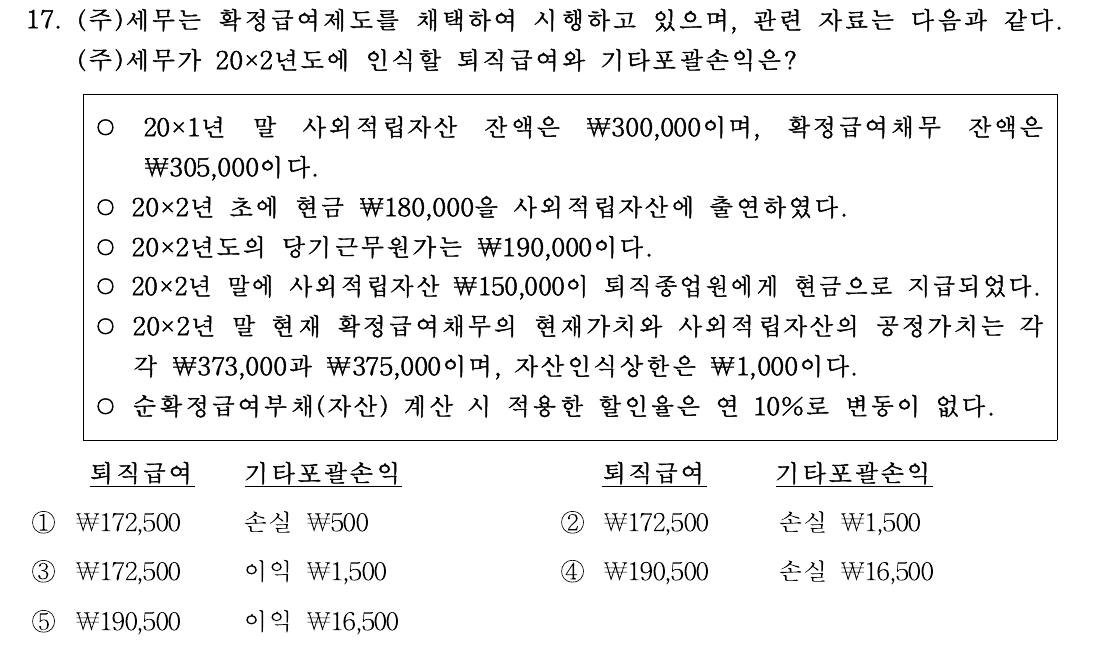 17. (주)세무는 확정급여제도를 채택하여 시행하고 있으며, 관련 자료는 다음과 같다.
(주)세무가 20×2년도에 인식할 퇴직급여와 기타포괄손익은?
○ 20×1년 말 사외적립자산 잔액은 ₩300,000이며, 확정급여채무 잔액은
₩305,000이다.
○ 20×2년 초에 현금 ₩180,000을 사외적립자산에 출연하였다.
○ 20×2년도의 당기근무원가는 ₩190,000이다.
○ 20×2년 말에 사외적립자산 ₩150,000이 퇴직종업원에게 현금으로 지급되었다.
○ 20×2년 말 현재 확정급여채무의 현재가치와 사외적립자산의 공정가치는 각
각 ₩373,000과 ₩375,000이며, 자산인식상한은 ₩1,000이다.
○ 순확정급여부채(자산) 계산 시 적용한 할인율은 연 10%로 변동이 없다.
퇴직급여 기타포괄손익 퇴직급여 기타포괄손익
① ₩172,500 손실 ₩500 ② ₩172,500 손실 ₩1,500
③ ₩172,500 이익 ₩1,500 ④ ₩190,500 손실 ₩16,500
⑤ ₩190,500 이익 ₩16,500